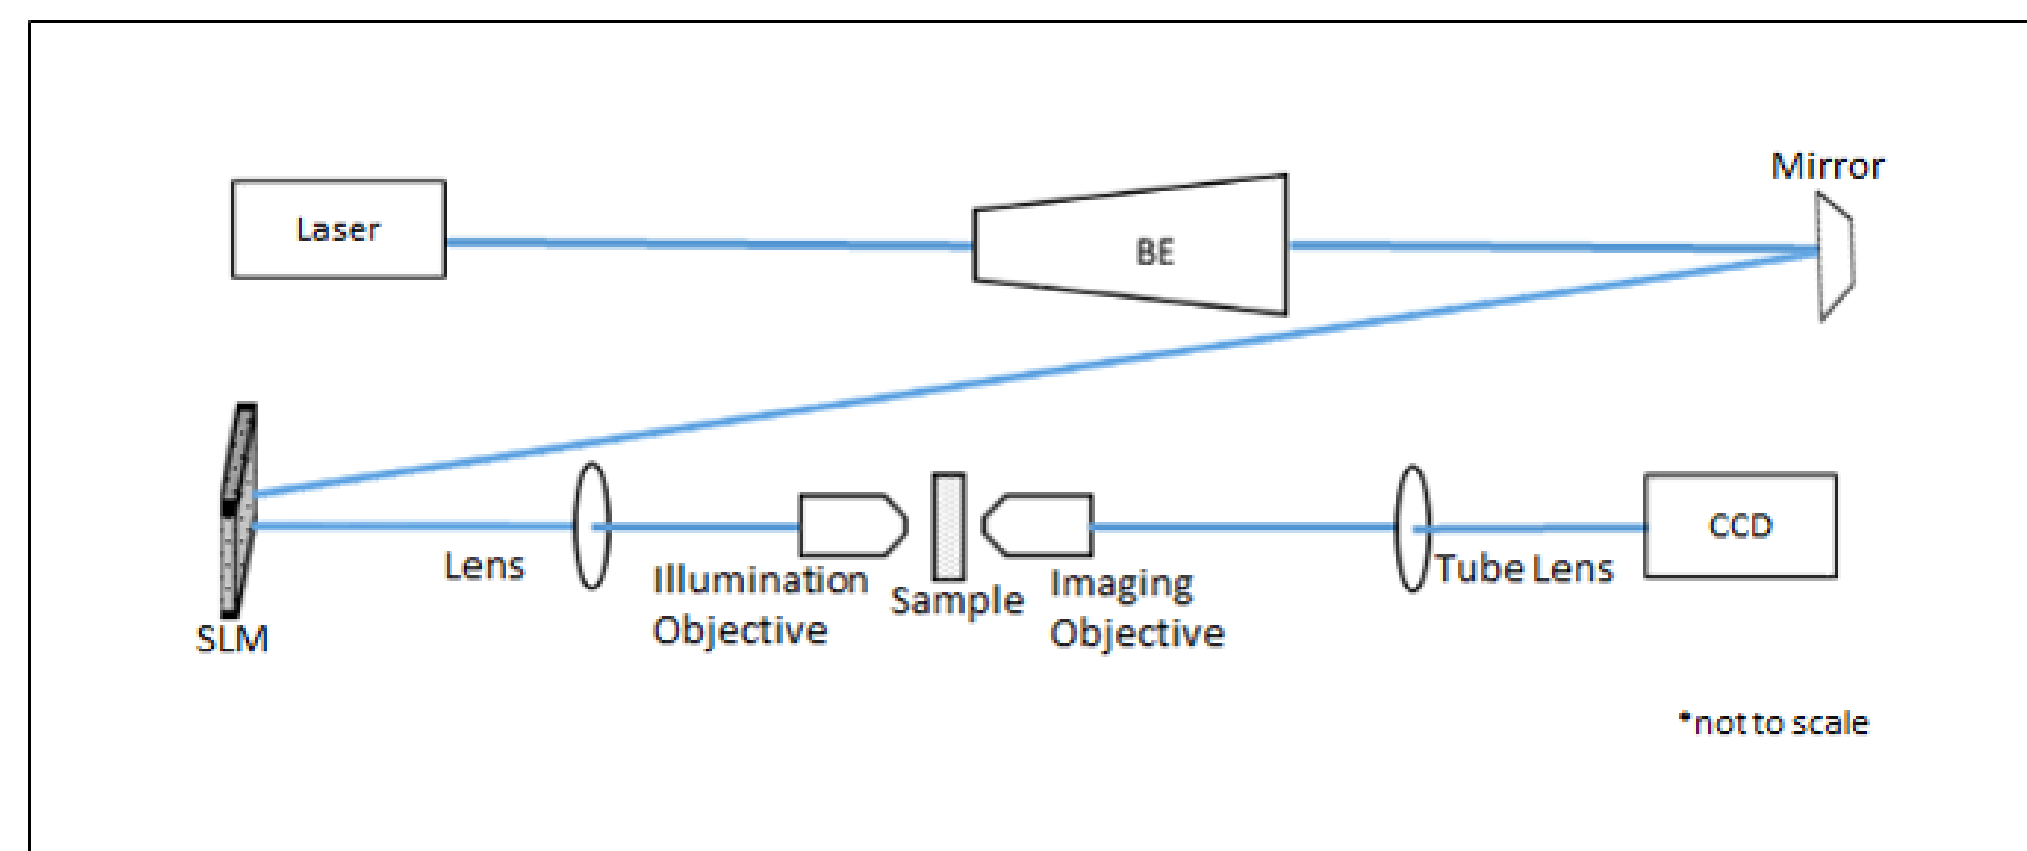 Mirror
Laser
BE
Lens
Illumination
Objective
Sample
Imaging
Objective
Tube Lens
CCD
SLM
*not to scale